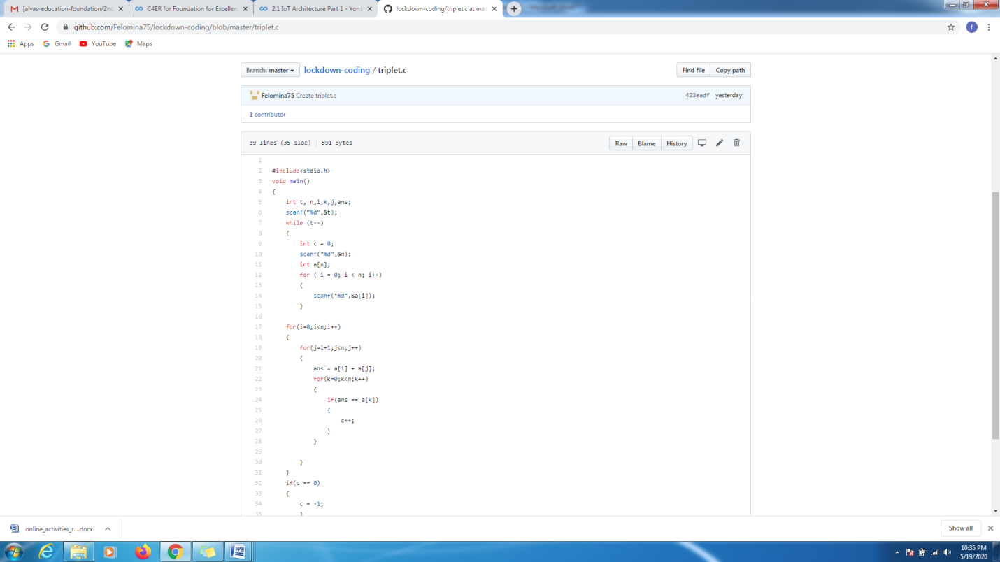 [alvas-education-foundation/2nd
C4ER for Foundation for Excellen
2.1 IoT Architecture Part 1 - Yons
lockdown-coding/triplet.c at mas
github.com/Felomina75/lockdown-coding/blob/master/triplet.c
f
Apps
Gmail
YouTube
Maps
Branch: master
lockdown-coding / triplet.c
Find file
Copy path
Felomina75 Create triplet.c
423eadf yesterday
1 contributor
39 lines (35 sloc) 591 Bytes
Raw
Blame
History
1
2 #include<stdio.h>
3 void main()
4 {
5 int t, n,i,k,j,ans;
6 scanf("%d",&t);
7 while (t--)
8 {
9 int c = 0;
10 scanf("%d",&n);
11 int a[n];
12 for ( i = 0; i < n; i++)
13 {
14 scanf("%d",&a[i]);
15 }
16
17 for(i=0;i<n;i++)
18 {
19 for(j=i+1;j<n;j++)
20 {
21 ans = a[i] + a[j];
22 for(k=0;k<n;k++)
23 {
24 if(ans == a[k])
25 {
26 c++;
27 }
28 }
29
30 }
31 }
32 if(c == 0)
33 {
34 c = -1;
35 }
online_activities_r....docx
Show all
10:35 PM
5/19/2020